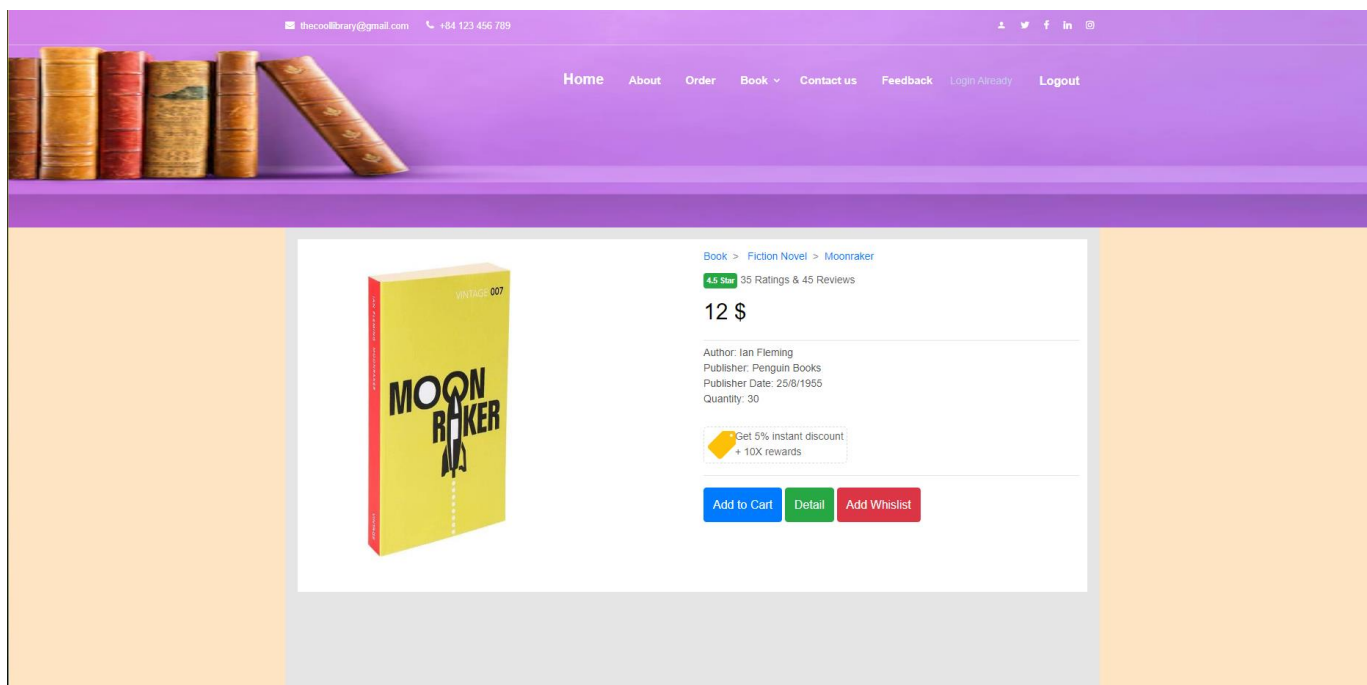 thecoollibrary@gmail.com +84 123 456 789
Home About Order Book Contact us Feedback Login Already Logout
Book > Fiction Novel > Moonraker
4.5 Star 35 Ratings & 45 Reviews
12 $
Author: Ian Fleming
Publisher: Penguin Books
Publisher Date: 25/8/1955
Quantity: 30
Get 5% instant discount
+ 10X rewards
Add to Cart Detail Add Whislist
VINTAGE 007
MOON
RAKER